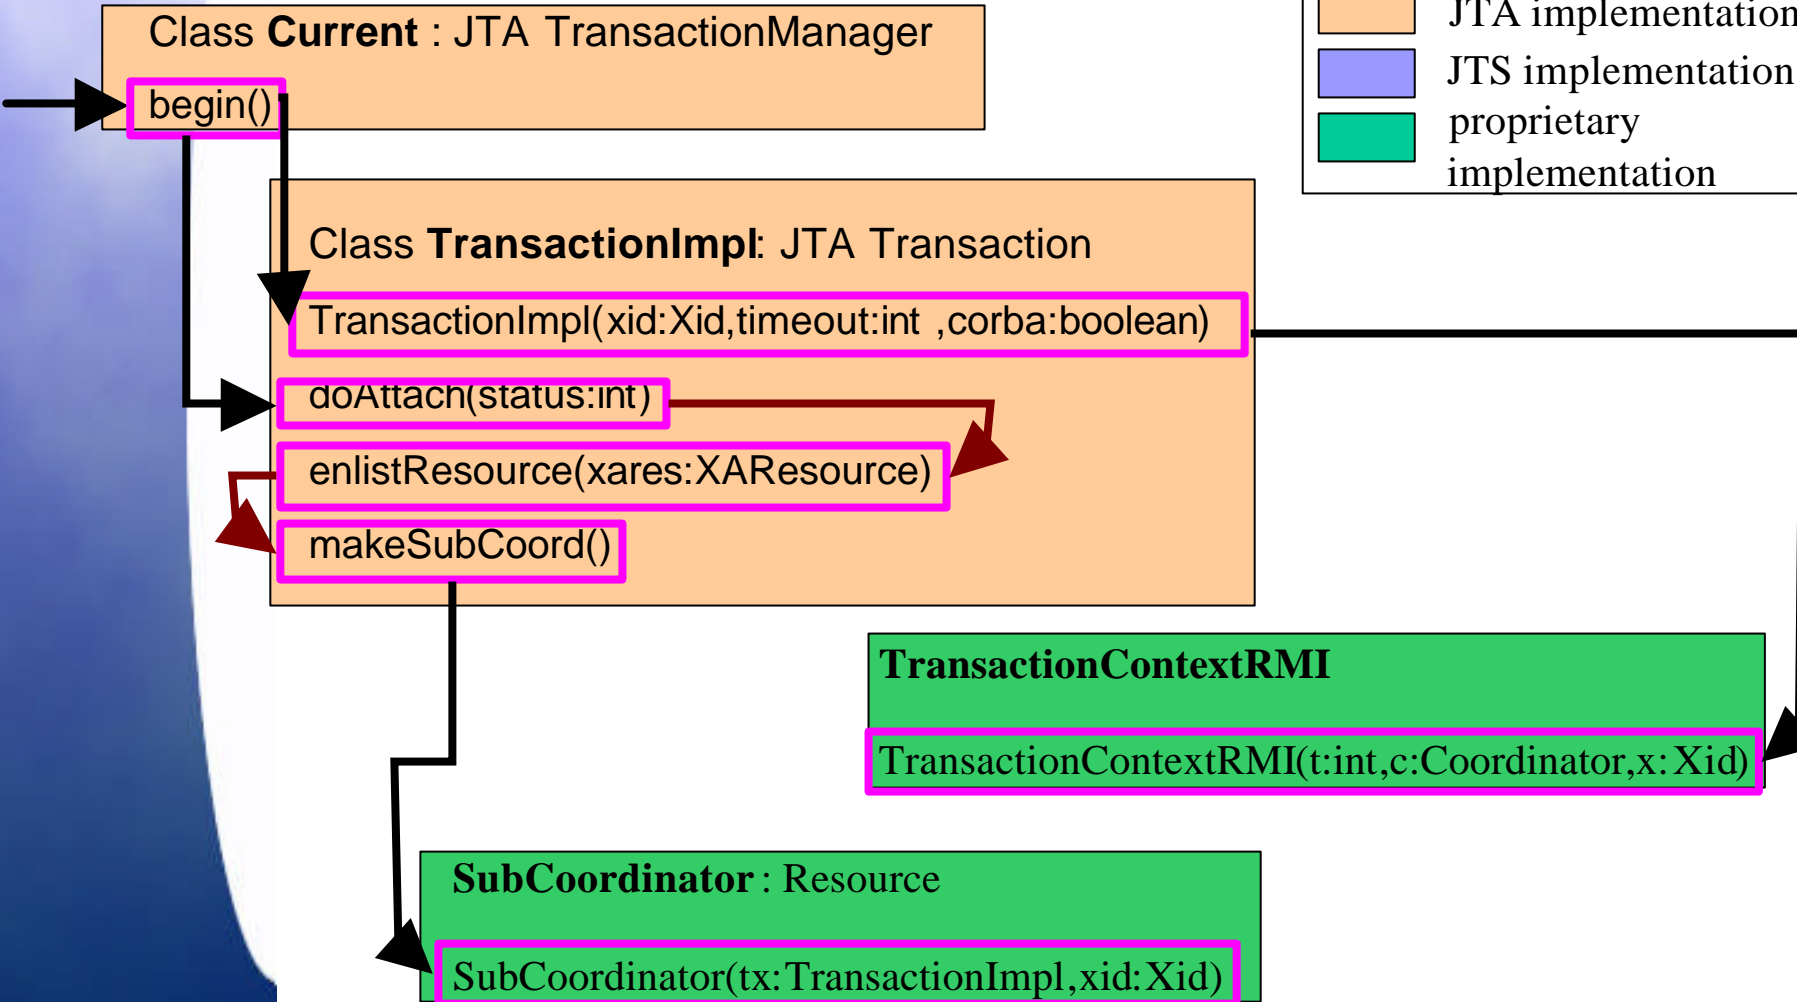 Class Current : JTA TransactionManager
begin()
JTA implementation
JTS implementation
proprietary
implementation
Class TransactionImpl: JTA Transaction
TransactionImpl(xid:Xid,timeout:int ,corba:boolean)
doAttach(status:int)
enlistResource(xares:XAResource)
makeSubCoord()
TransactionContextRMI
TransactionContextRMI(t:int,c:Coordinator,x:Xid)
SubCoordinator : Resource
SubCoordinator(tx:TransactionImpl,xid:Xid)